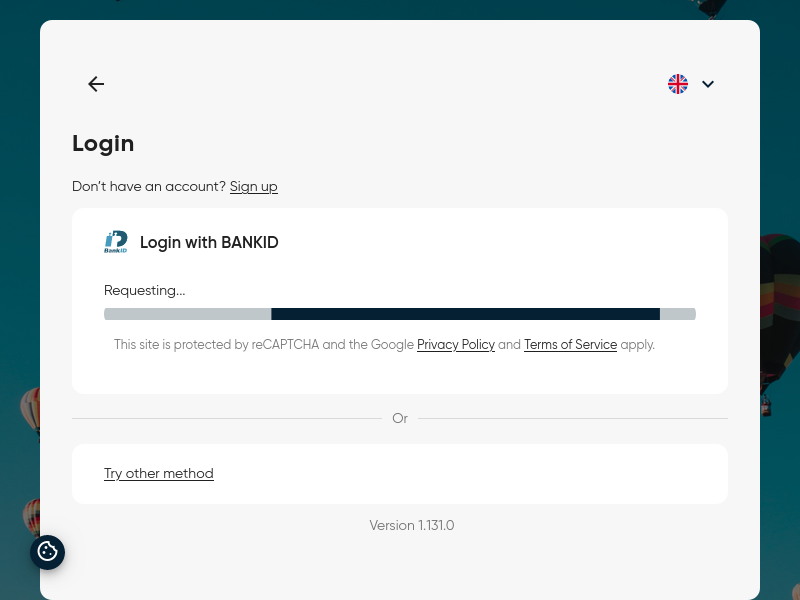 Login
Don't have an account? Sign up
BankID
Login with BANKID
Requesting...
This site is protected by reCAPTCHA and the Google Privacy Policy and Terms of Service apply.
Or
Try other method
Version 1.131.0